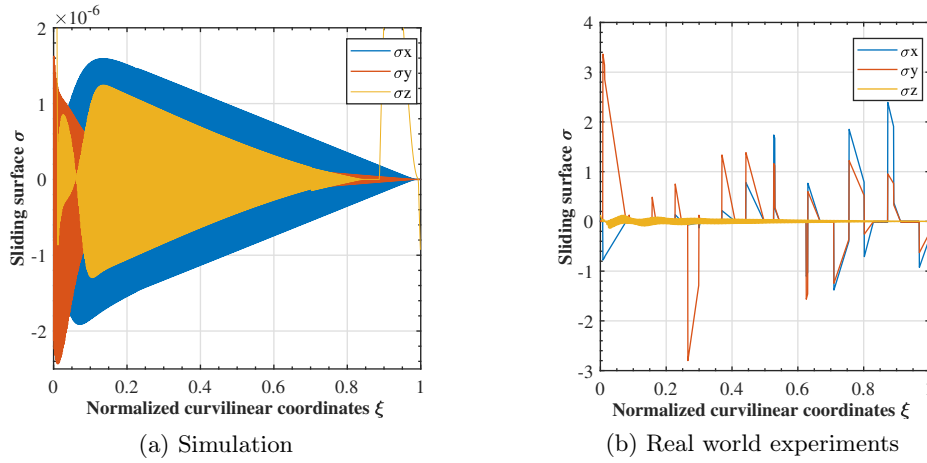 ×10⁻⁶
2
1
0
-1
-2
0
0.2
0.4
0.6
0.8
1
Sliding surface σ
Normalized curvilinear coordinates ξ
σx
σy
σz
(a) Simulation
4
3
2
1
0
-1
-2
-3
0
0.2
0.4
0.6
0.8
1
Sliding surface σ
Normalized curvilinear coordinates ξ
σx
σy
σz
(b) Real world experiments